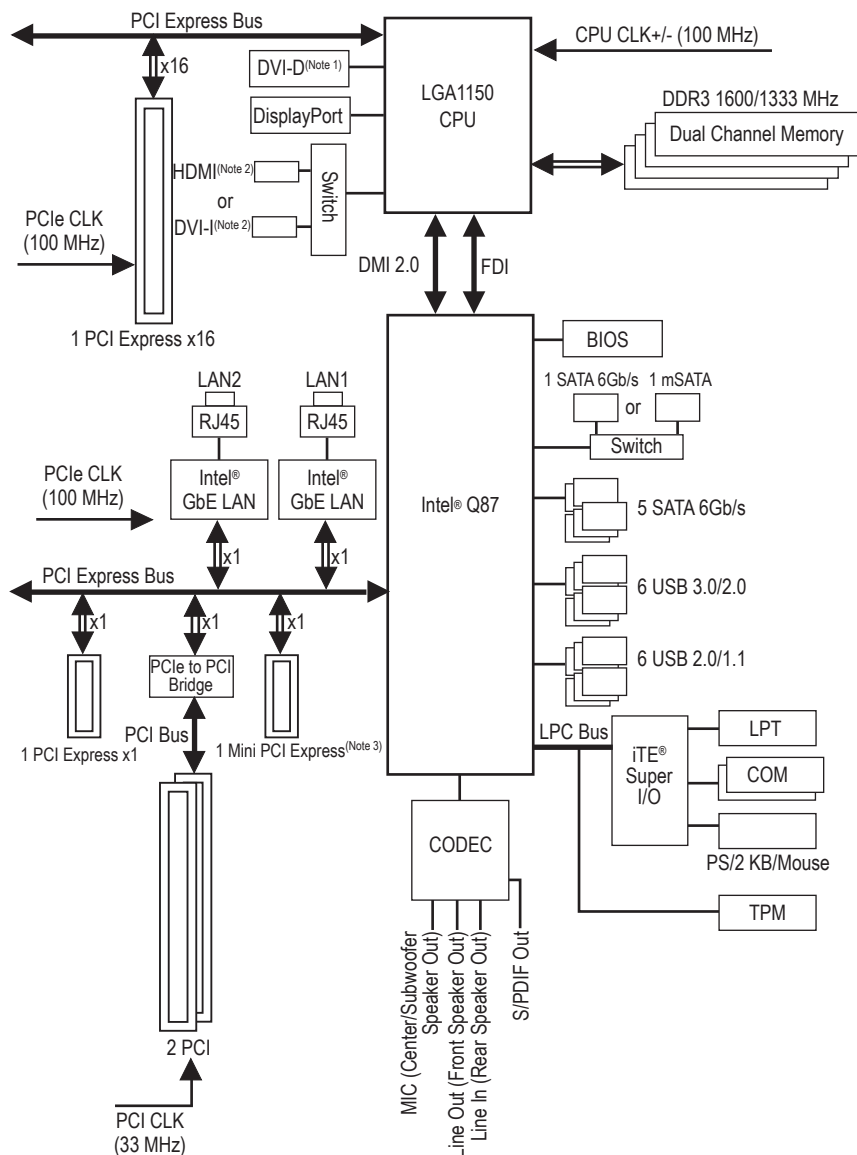 PCI Express Bus
x16
DVI-D(Note 1)
DisplayPort
HDMI(Note 2)
or
DVI-I(Note 2)
Switch
LGA1150
CPU
CPU CLK+/- (100 MHz)
DDR3 1600/1333 MHz
Dual Channel Memory
PCIe CLK
(100 MHz)
1 PCI Express x16
DMI 2.0
FDI
LAN2
RJ45
Intel®
GbE LAN
x1
LAN1
RJ45
Intel®
GbE LAN
x1
PCIe CLK
(100 MHz)
PCI Express Bus
x1
x1
x1
1 PCI Express x1
PCIe to PCI
Bridge
PCI Bus
1 Mini PCI Express(Note 3)
2 PCI
PCI CLK
(33 MHz)
Intel® Q87
BIOS
1 SATA 6Gb/s
or
1 mSATA
Switch
5 SATA 6Gb/s
6 USB 3.0/2.0
6 USB 2.0/1.1
LPC Bus
iTE®
Super
I/O
LPT
COM
PS/2 KB/Mouse
TPM
CODEC
MIC (Center/Subwoofer
Speaker Out)
Line Out (Front Speaker Out)
Line In (Rear Speaker Out)
S/PDIF Out